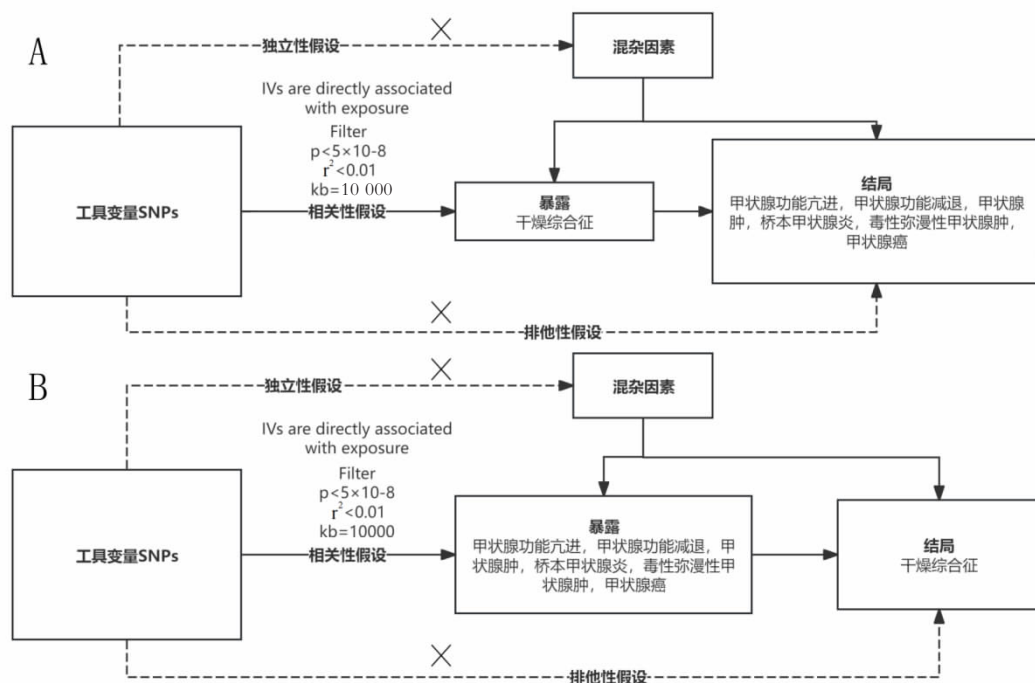 A
独立性假设
混杂因素
IVs are directly associated
with exposure
Filter
p<5×10-8
r²<0.01
kb=10 000
工具变量SNPs
相关性假设
暴露
干燥综合征
结局
甲状腺功能亢进，甲状腺功能减退，甲状腺
肿，桥本甲状腺炎，毒性弥漫性甲状腺肿，
甲状腺癌
排他性假设
B
独立性假设
混杂因素
IVs are directly associated
with exposure
Filter
p<5×10-8
r²<0.01
kb=10000
工具变量SNPs
相关性假设
暴露
甲状腺功能亢进，甲状腺功能减退，甲
状腺肿，桥本甲状腺炎，毒性弥漫性甲
状腺肿，甲状腺癌
结局
干燥综合征
排他性假设